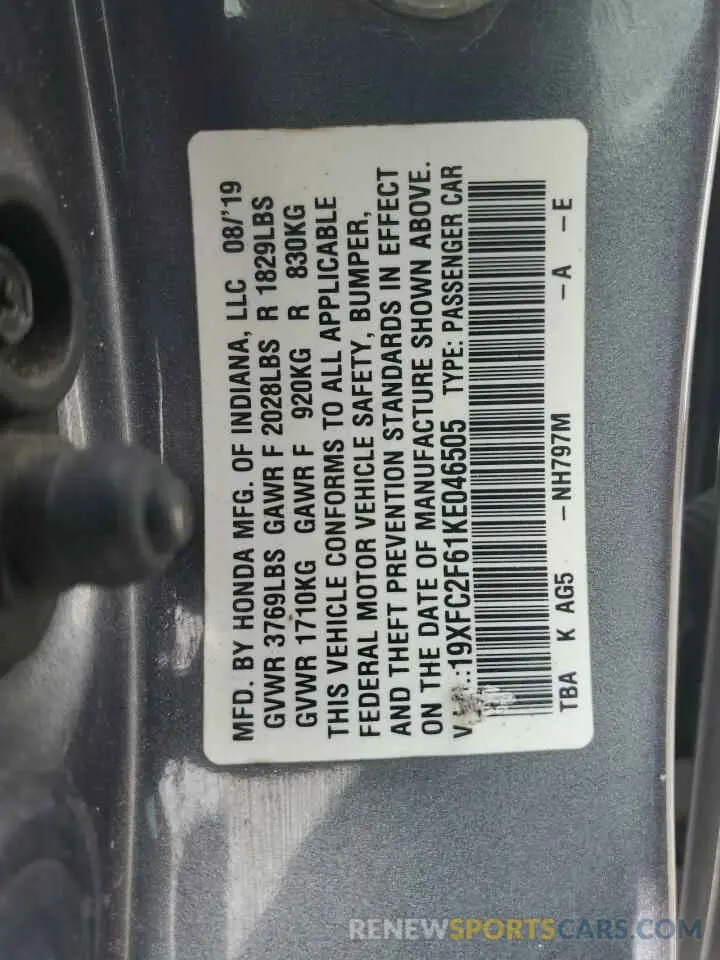 MFD. BY HONDA MFG. OF INDIANA, LLC 08/'19
GVWR 3769LBS GAWR F 2028LBS R 1829LBS
GVWR 1710KG GAWR F 920KG R 830KG
THIS VEHICLE CONFORMS TO ALL APPLICABLE
FEDERAL MOTOR VEHICLE SAFETY, BUMPER,
AND THEFT PREVENTION STANDARDS IN EFFECT
ON THE DATE OF MANUFACTURE SHOWN ABOVE.
19XFC2F61KE046505 TYPE: PASSENGER CAR
TBA K AG5 - NH797M - A - E
RENEWSPORTSCARS.COM